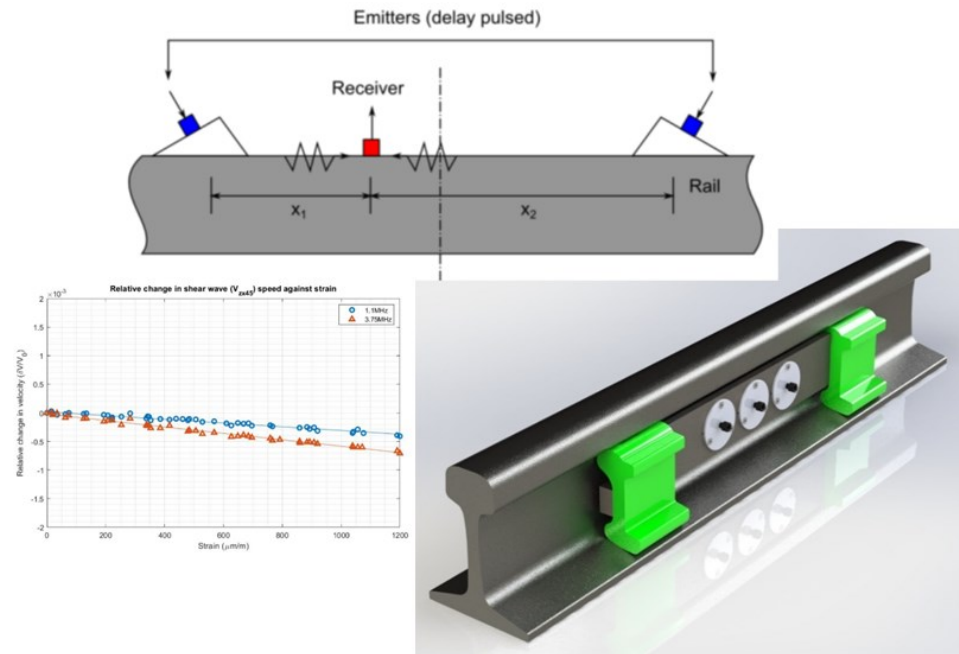 Emitters (delay pulsed)
Receiver
Rail
x₁
x₂
Relative change in shear wave (Vzx45) speed against strain
×10⁻³
1.1MHz
3.75MHz
2
1.5
1
0.5
0
-0.5
-1
-1.5
-2
Relative change in velocity (δV/V₀)
0 200 400 600 800 1000 1200
Strain (μm/m)